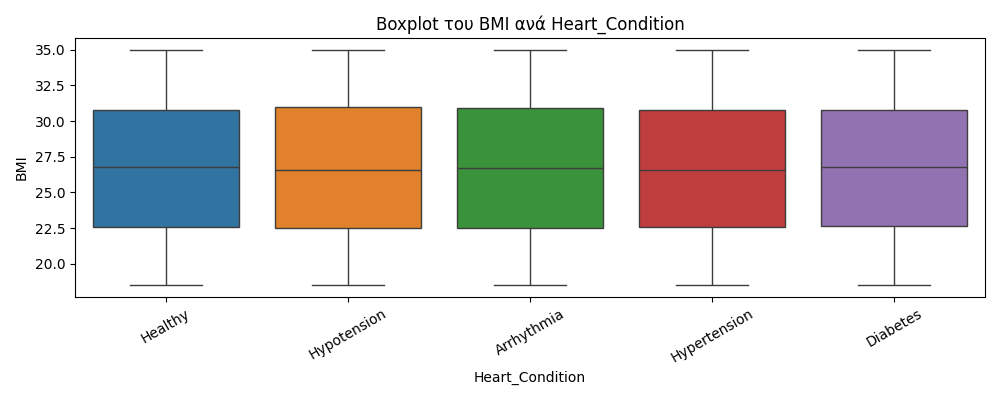 Boxplot του BMI ανά Heart_Condition
BMI
35.0
32.5
30.0
27.5
25.0
22.5
20.0
Healthy
Hypotension
Arrhythmia
Hypertension
Diabetes
Heart_Condition